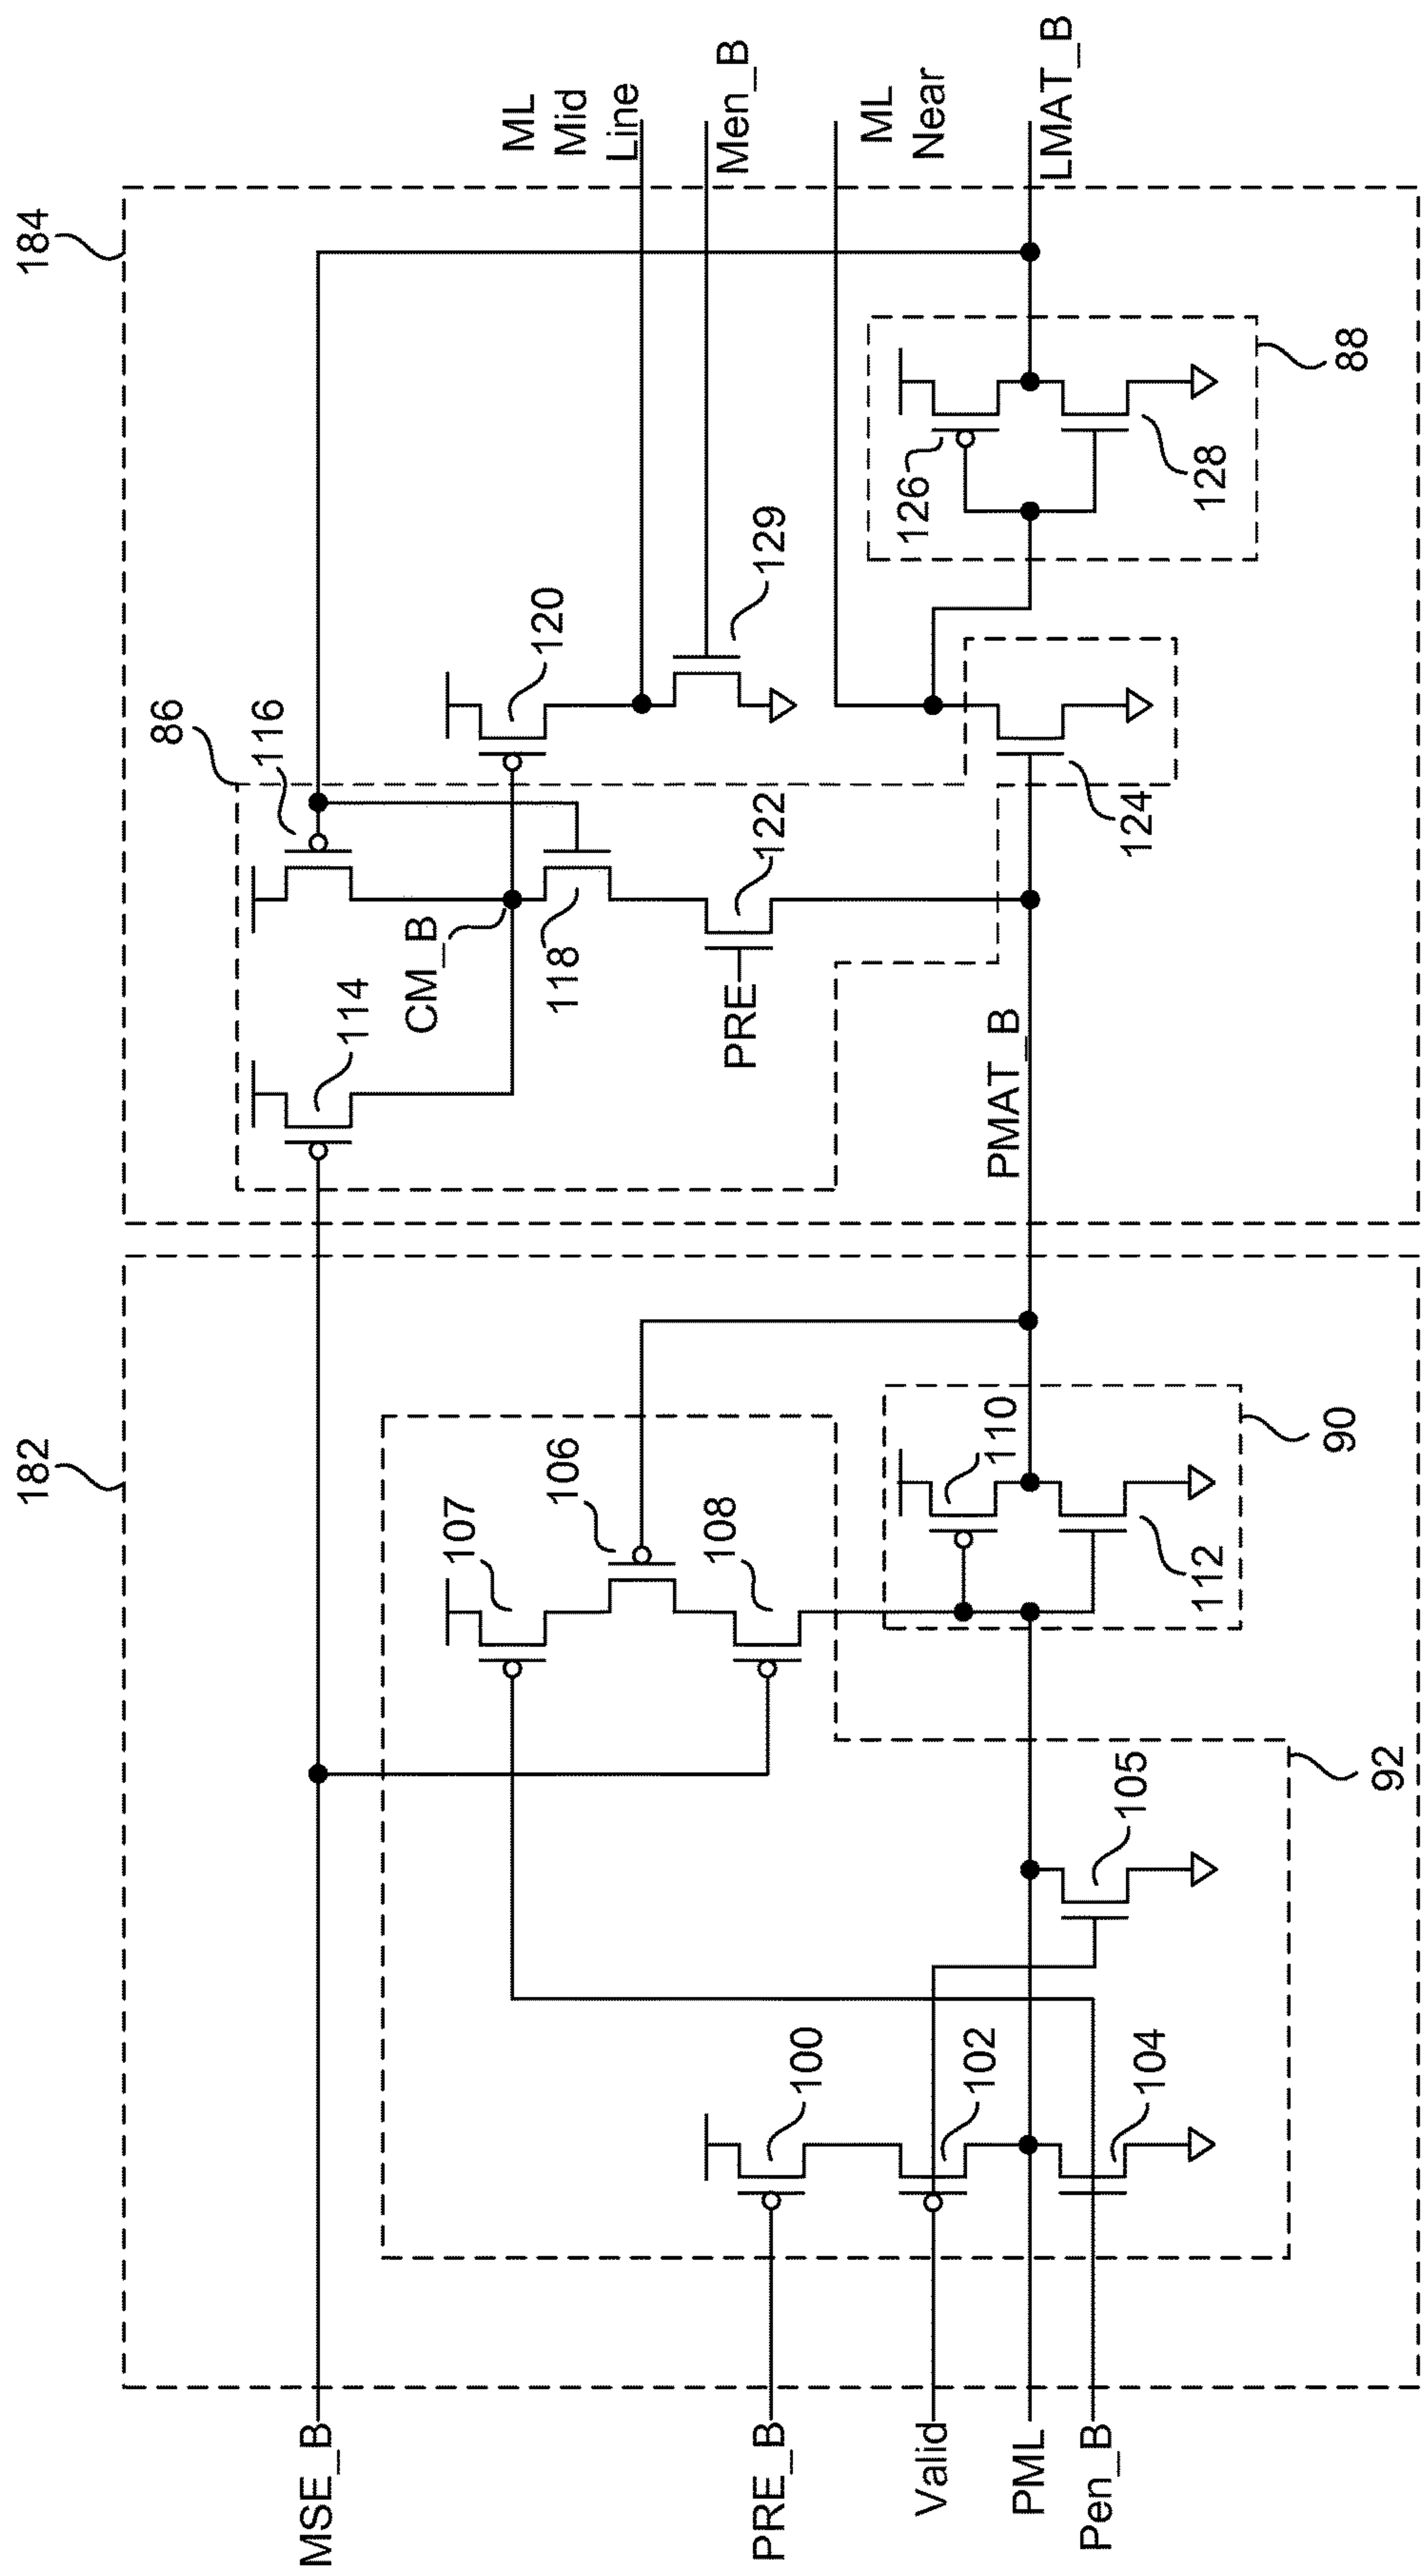 182
184
MSE_B
PRE_B
Valid
PML
Pen_B
100
102
104
105
92
107
106
108
110
112
90
PMAT_B
114
86
116
CM_B
118
PRE
122
124
120
129
126
128
88
ML
Mid
Line
Men_B
ML
Near
LMAT_B